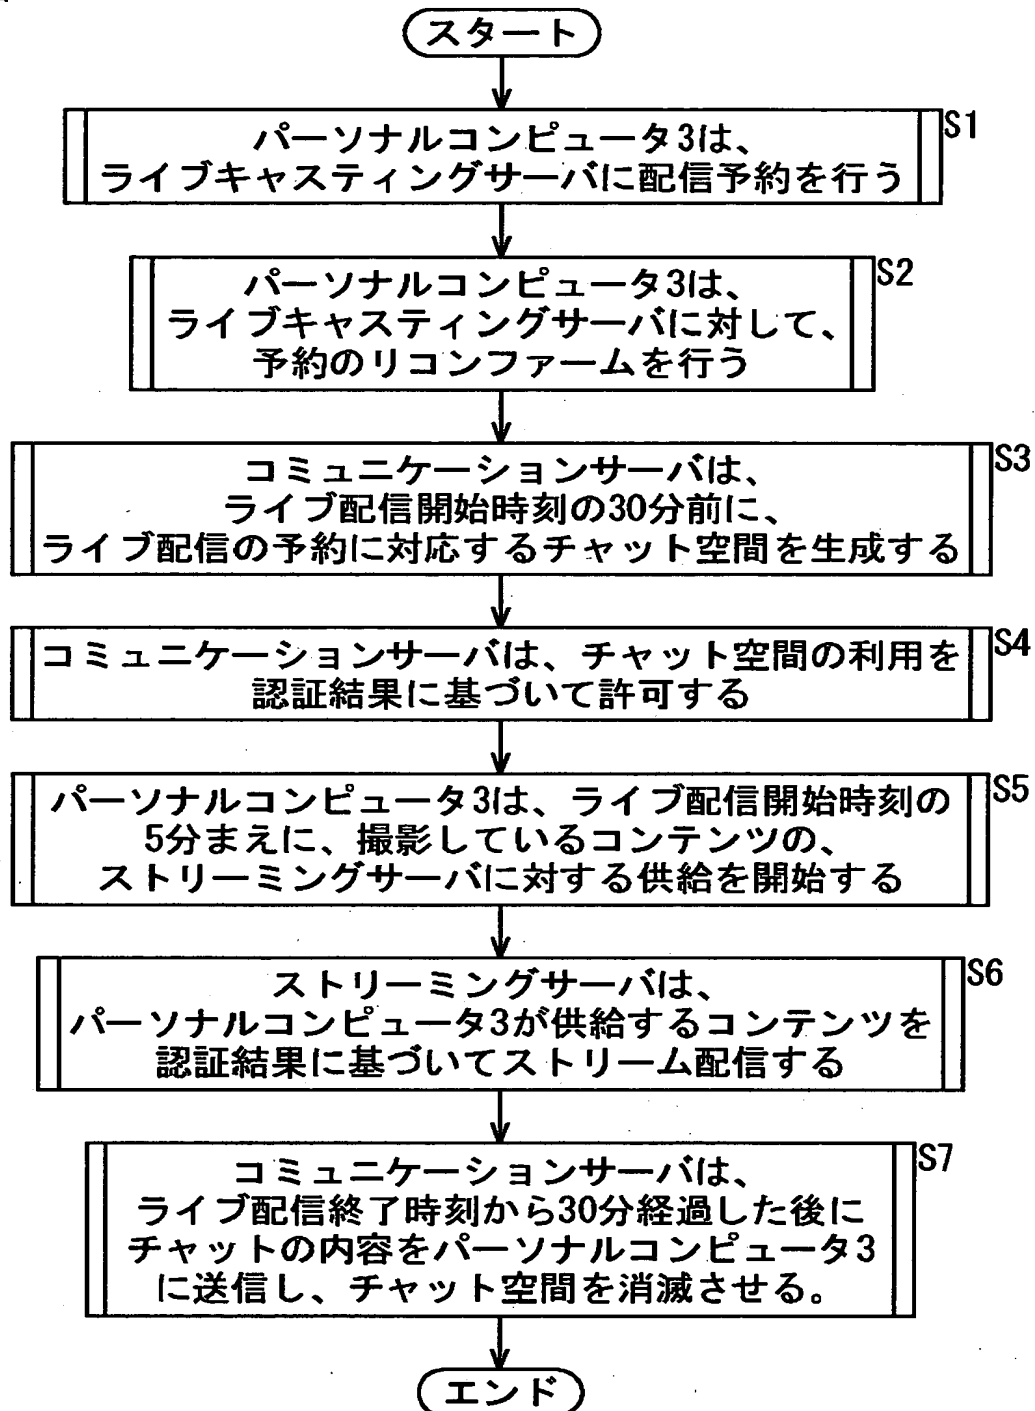 スタート
S1
パーソナルコンピュータ3は、
ライブキャスティングサーバに配信予約を行う
S2
パーソナルコンピュータ3は、
ライブキャスティングサーバに対して、
予約のリコンファームを行う
S3
コミュニケーションサーバは、
ライブ配信開始時刻の30分前に、
ライブ配信の予約に対応するチャット空間を生成する
S4
コミュニケーションサーバは、チャット空間の利用を
認証結果に基づいて許可する
S5
パーソナルコンピュータ3は、ライブ配信開始時刻の
5分まえに、撮影しているコンテンツの、
ストリーミングサーバに対する供給を開始する
S6
ストリーミングサーバは、
パーソナルコンピュータ3が供給するコンテンツを
認証結果に基づいてストリーム配信する
S7
コミュニケーションサーバは、
ライブ配信終了時刻から30分経過した後に
チャットの内容をパーソナルコンピュータ3
に送信し、チャット空間を消滅させる。
エンド